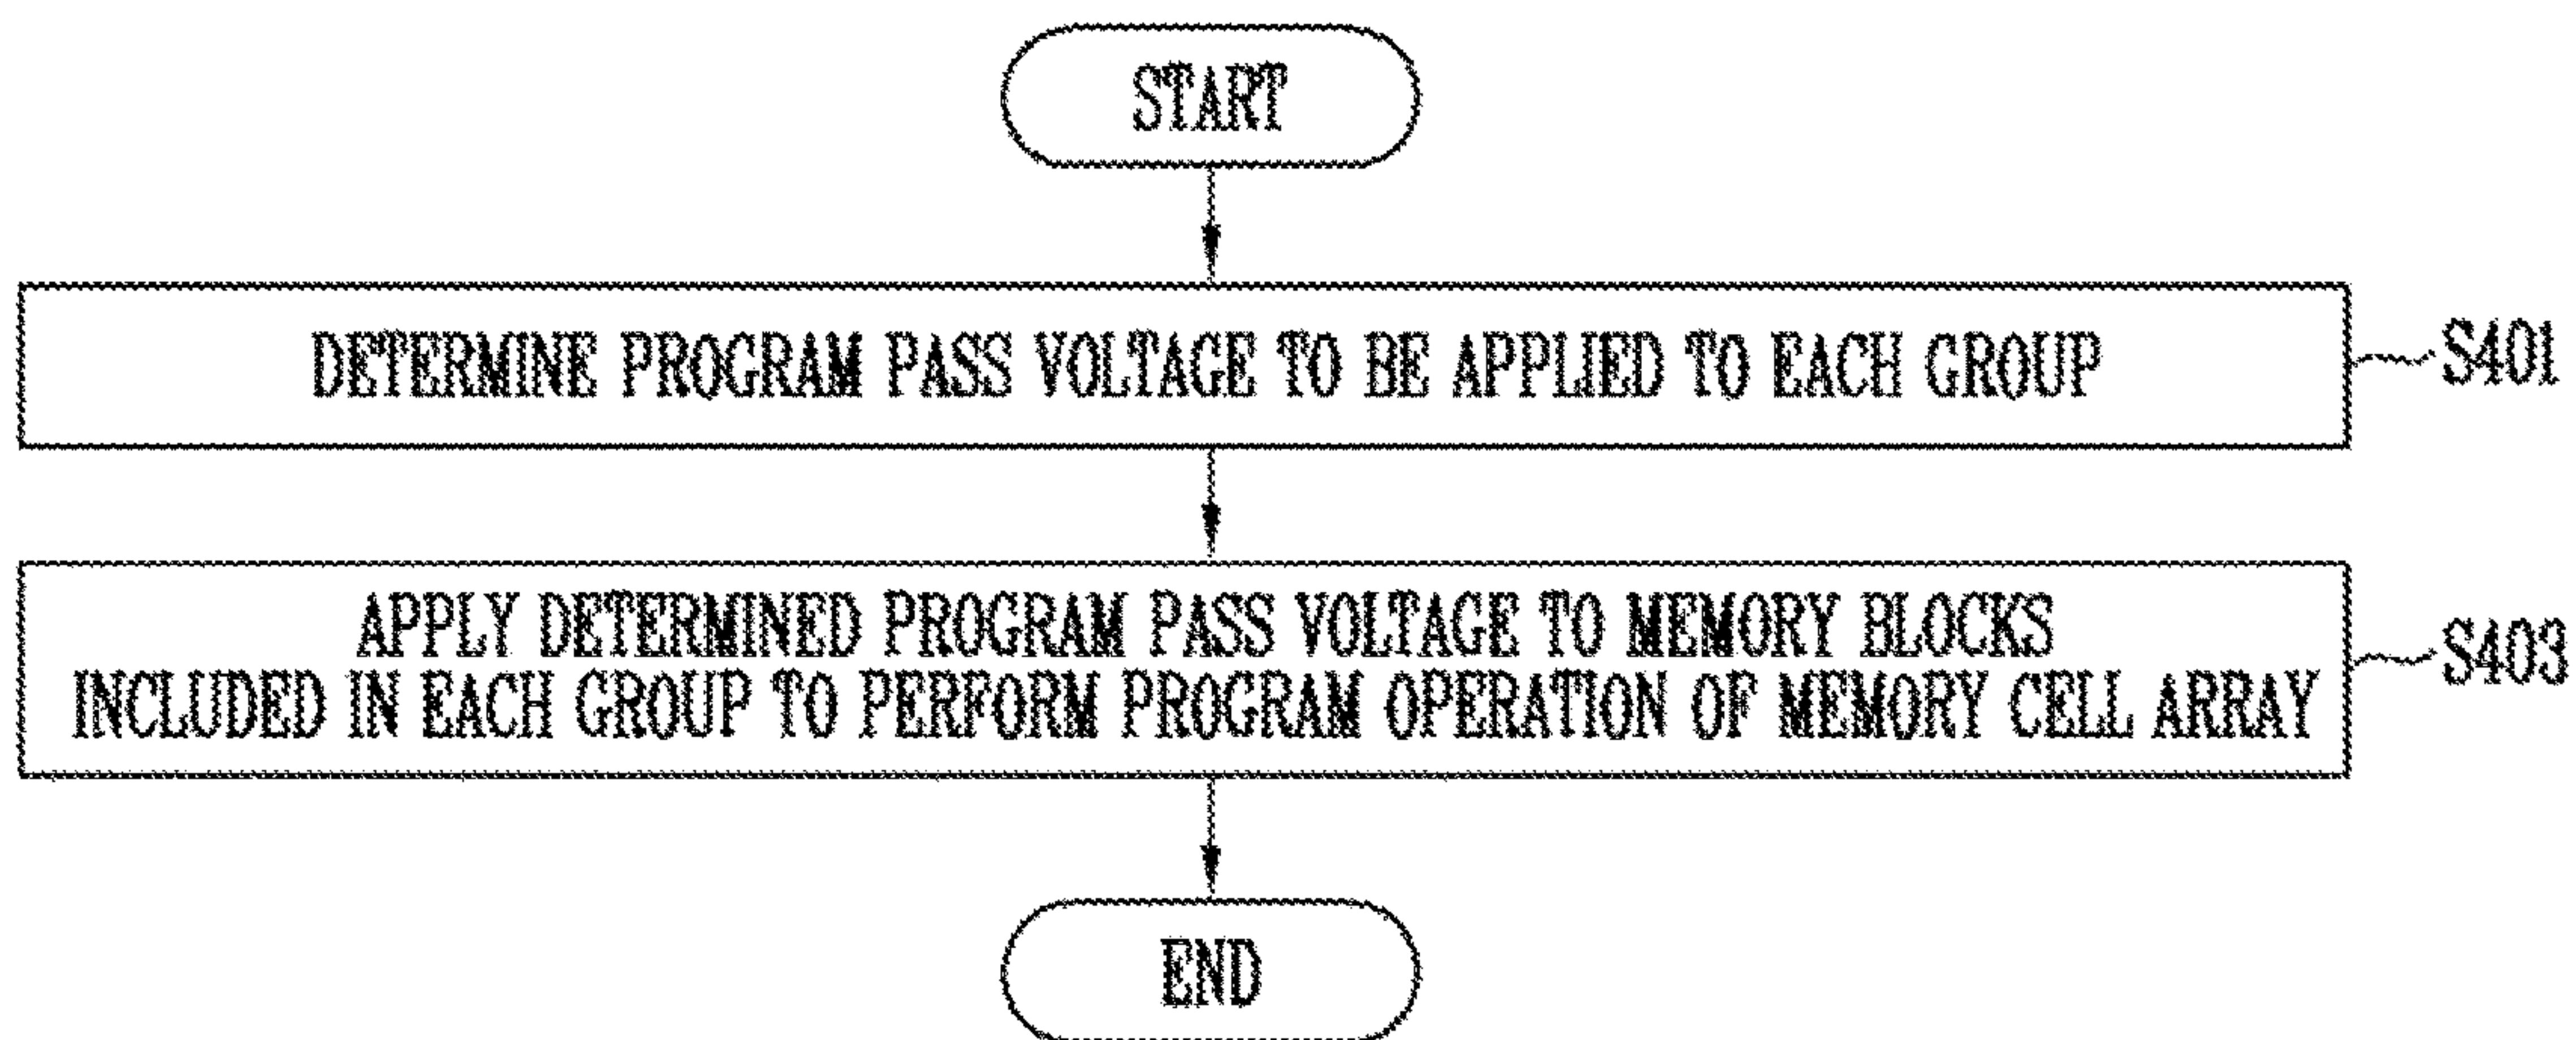 START
DETERMINE PROGRAM PASS VOLTAGE TO BE APPLIED TO EACH GROUP
S401
APPLY DETERMINED PROGRAM PASS VOLTAGE TO MEMORY BLOCKS
INCLUDED IN EACH GROUP TO PERFORM PROGRAM OPERATION OF MEMORY CELL ARRAY
S403
END